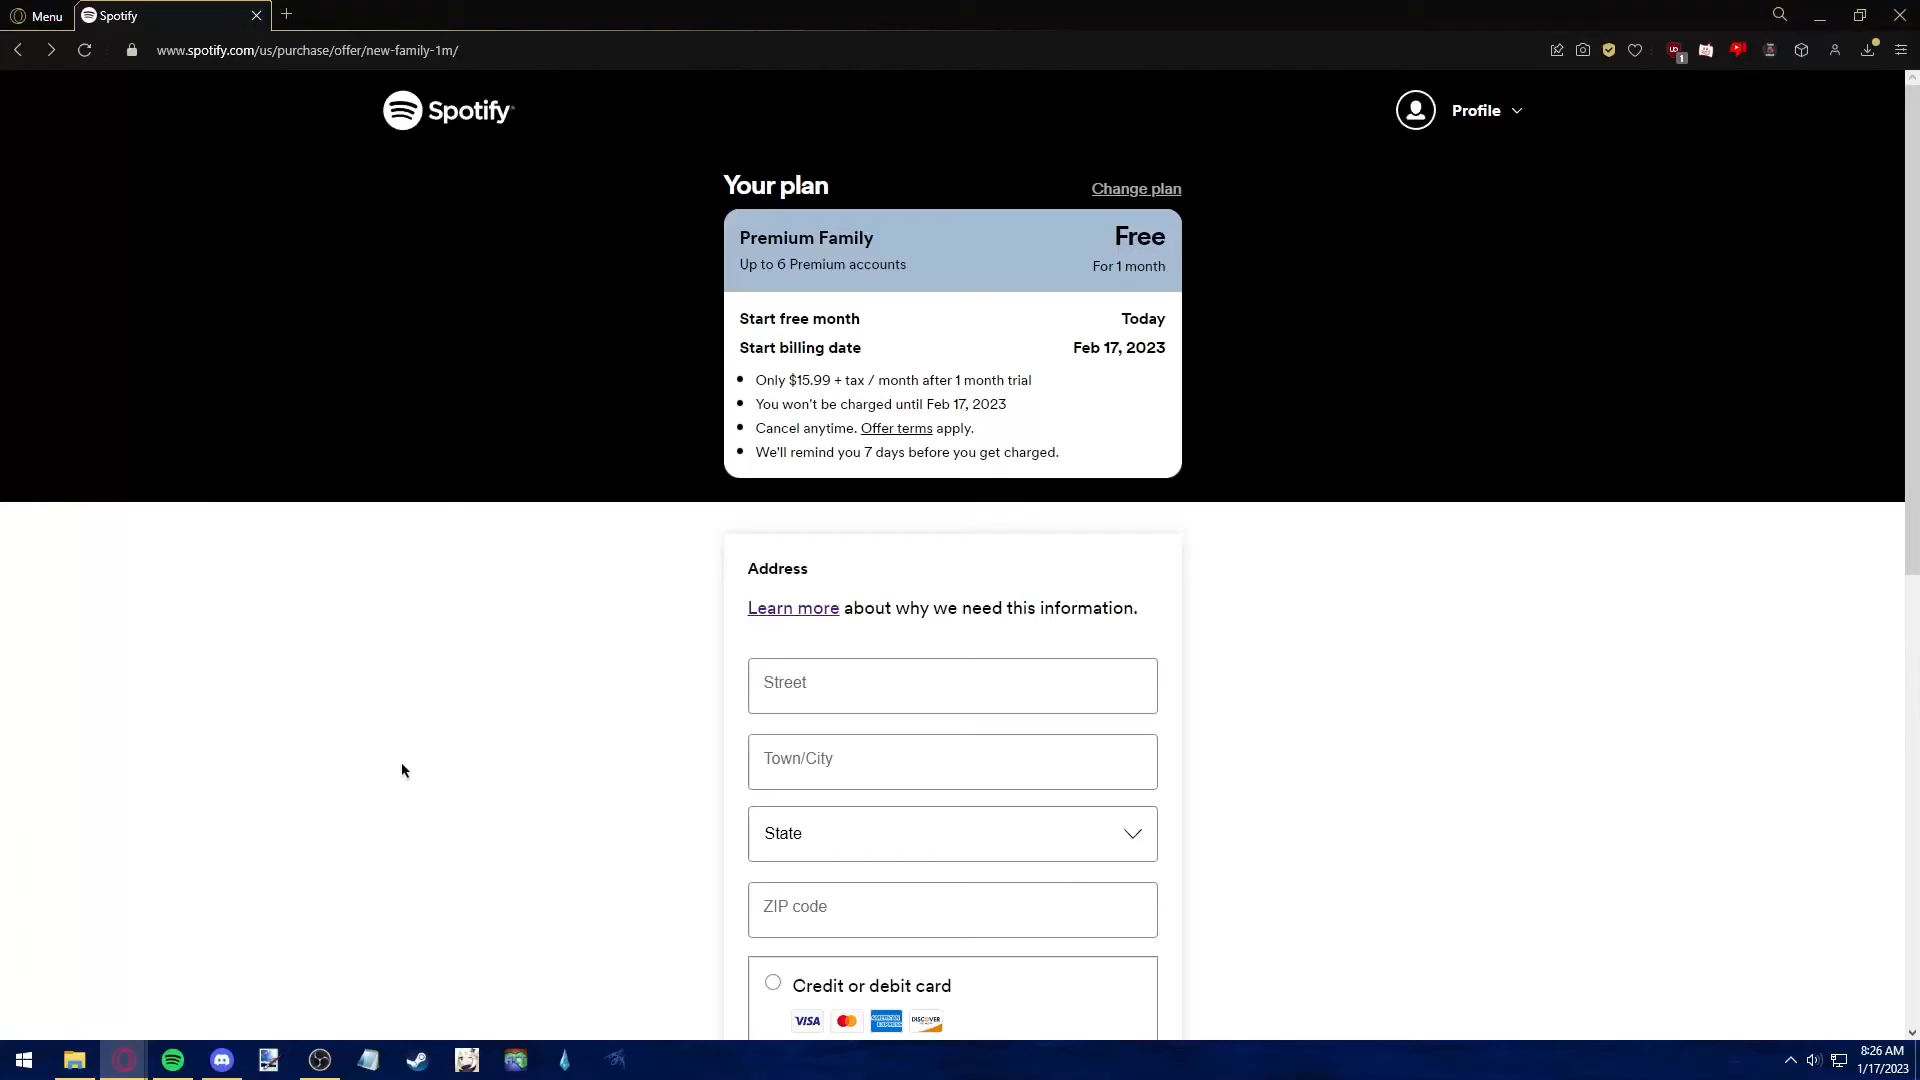 Menu
Spotify
www.spotify.com/us/purchase/offer/new-family-1m/
1
Spotify
Profile
Your plan
Change plan
Premium Family
Free
Up to 6 Premium accounts
For 1 month
Start free month
Today
Start billing date
Feb 17, 2023
Only $15.99 + tax / month after 1 month trial
You won't be charged until Feb 17, 2023
Cancel anytime. Offer terms apply.
We'll remind you 7 days before you get charged.
Address
Learn more about why we need this information.
Street
Town/City
State
ZIP code
Credit or debit card
VISA
AMERICAN EXPRESS
DISCOVER
8:26 AM
1/17/2023